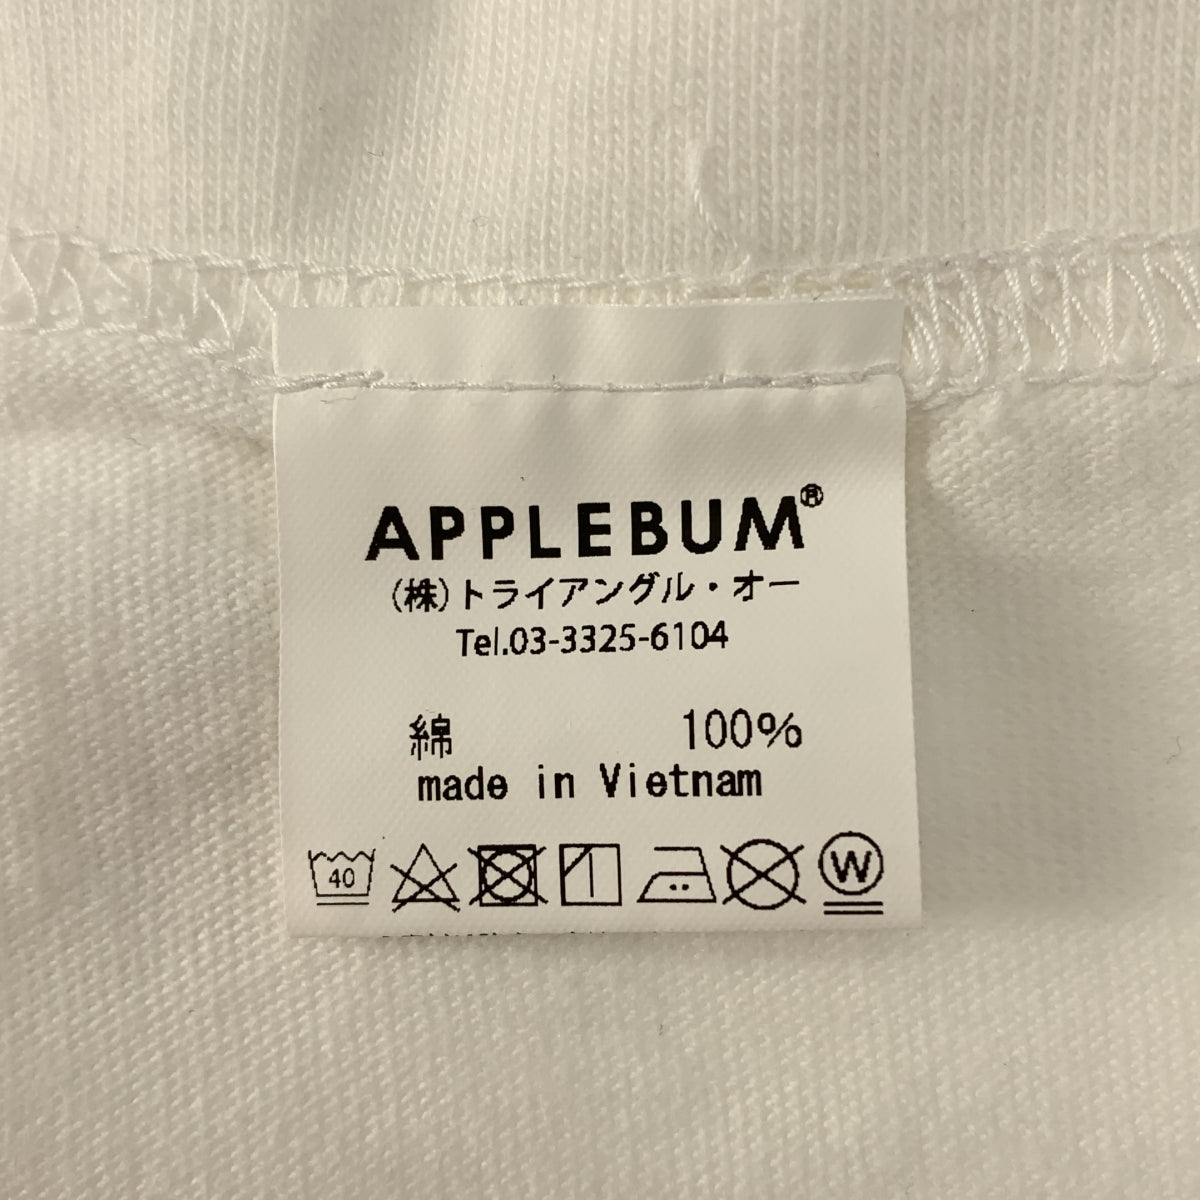 APPLEBUM®
(株)トライアングル・オー
Tel.03-3325-6104
綿 100%
made in Vietnam
40 W